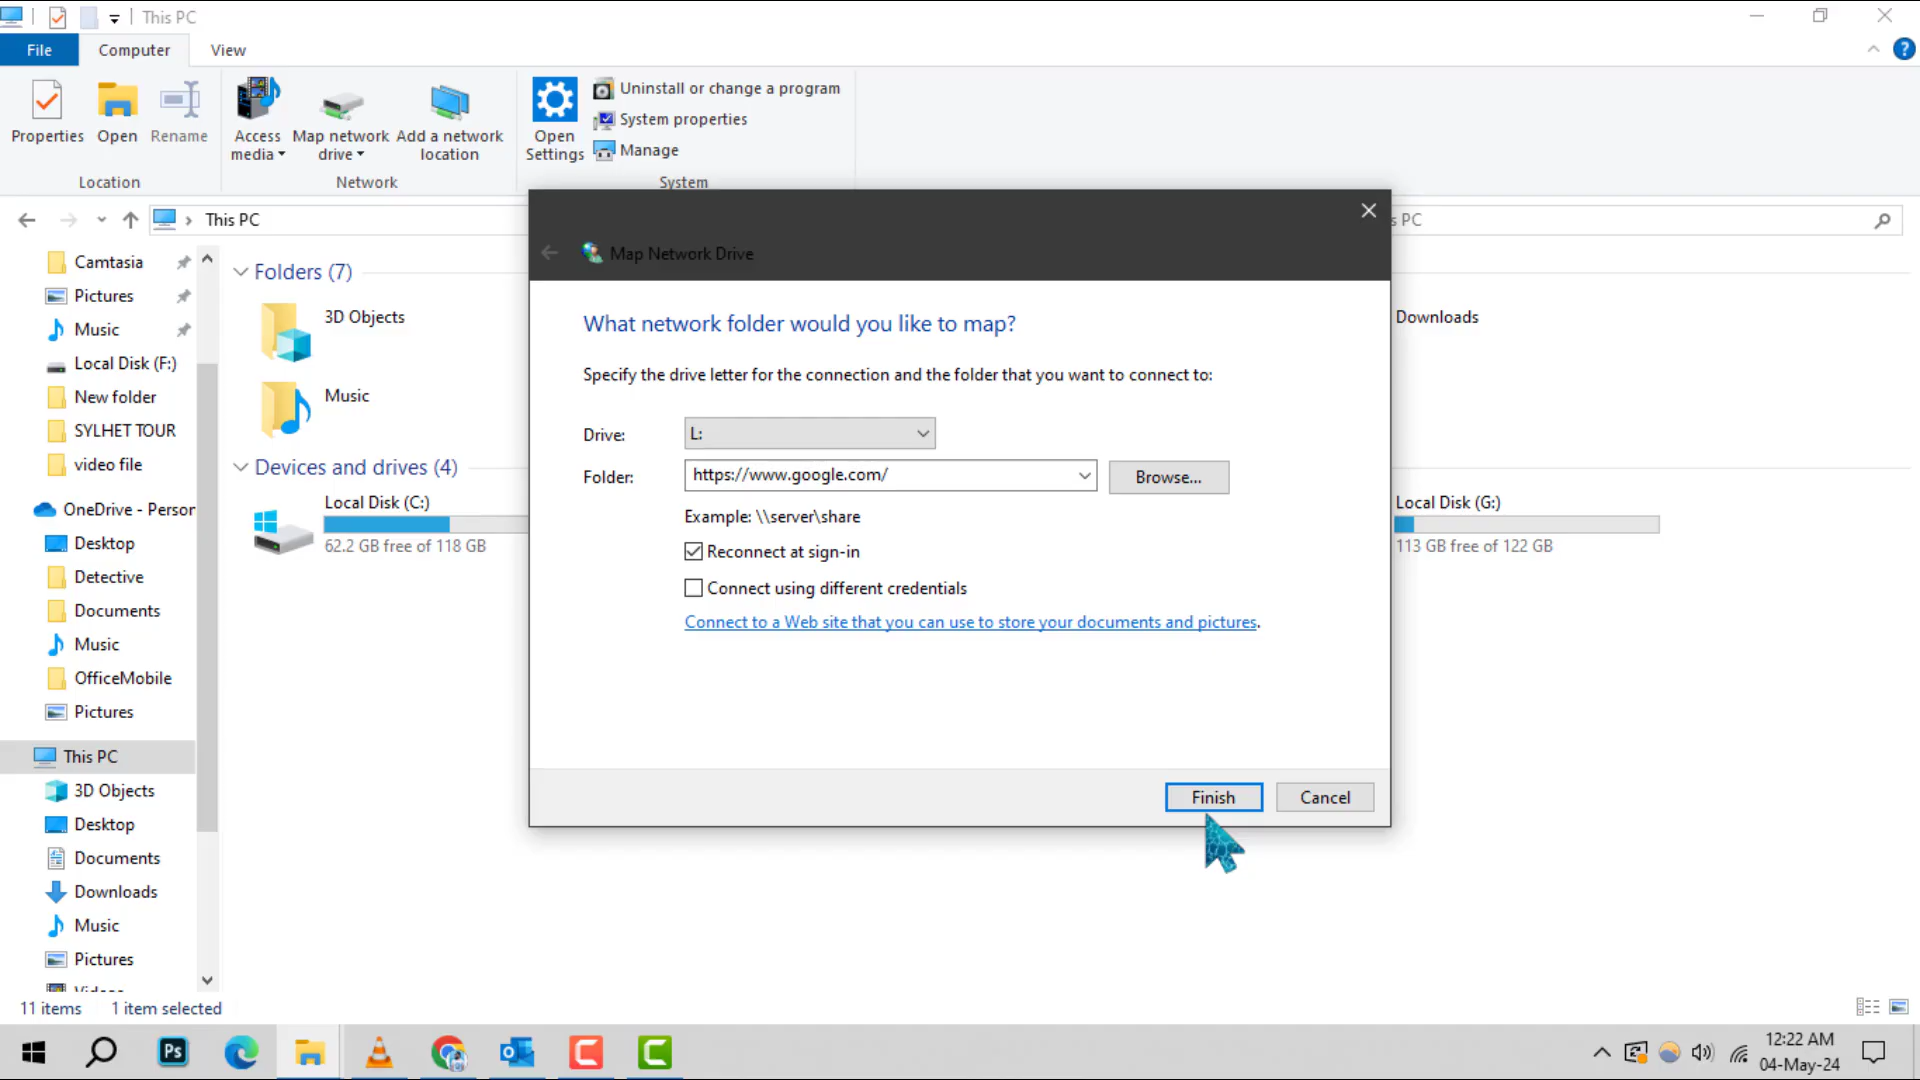 This PC
File Computer View
Properties Open Rename Access media Map network drive Add a network location Open Settings
Uninstall or change a program
System properties
Manage
Location Network System
This PC
s PC
Map Network Drive
What network folder would you like to map?
Specify the drive letter for the connection and the folder that you want to connect to:
Drive: L:
Folder: https://www.google.com/ Browse...
Example: \\server\share
Reconnect at sign-in
Connect using different credentials
Connect to a Web site that you can use to store your documents and pictures.
Finish Cancel
Camtasia
Pictures
Music
Local Disk (F:)
New folder
SYLHET TOUR
video file
OneDrive - Person
Desktop
Detective
Documents
Music
OfficeMobile
Pictures
This PC
3D Objects
Desktop
Documents
Downloads
Music
Pictures
Videos
Folders (7)
3D Objects
Music
Downloads
Devices and drives (4)
Local Disk (C:)
62.2 GB free of 118 GB
Local Disk (G:)
113 GB free of 122 GB
11 items 1 item selected
Ps
12:22 AM
04-May-24